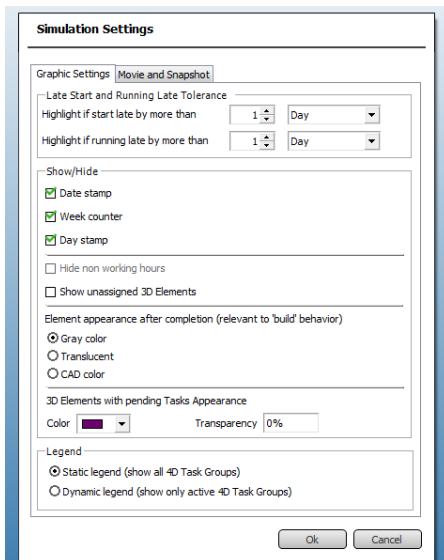 Simulation Settings
Graphic Settings Movie and Snapshot
Late Start and Running Late Tolerance
Highlight if start late by more than 1 Day
Highlight if running late by more than 1 Day
Show/Hide
Date stamp
Week counter
Day stamp
Hide non working hours
Show unassigned 3D Elements
Element appearance after completion (relevant to 'build' behavior)
Gray color
Translucent
CAD color
3D Elements with pending Tasks Appearance
Color Transparency 0%
Legend
Static legend (show all 4D Task Groups)
Dynamic legend (show only active 4D Task Groups)
Ok Cancel